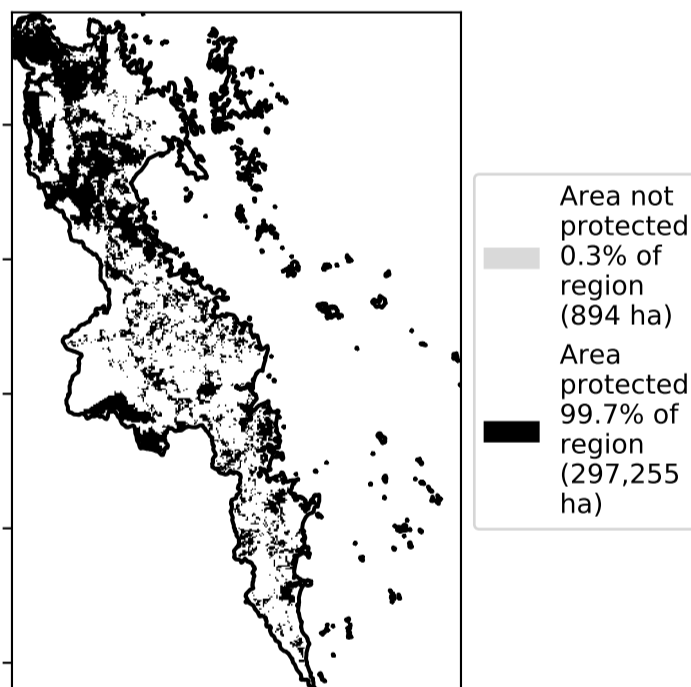 Area not
protected
0.3% of
region
(894 ha)
Area
protected
99.7% of
region
(297,255
ha)